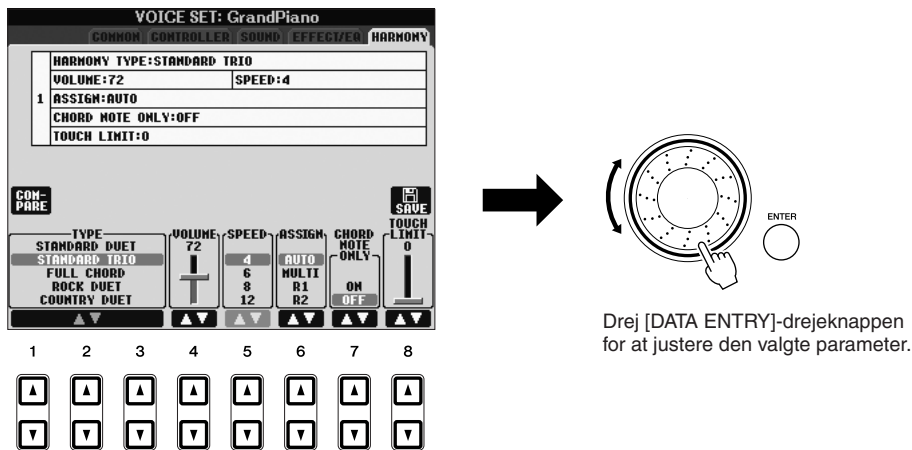 VOICE SET: GrandPiano
COMMON CONTROLLER SOUND EFFECT/EQ HARMONY
HARMONY TYPE:STANDARD TRIO
VOLUME:72 SPEED:4
1 ASSIGN:AUTO
CHORD NOTE ONLY:OFF
TOUCH LIMIT:0
COM-
PARE
SAVE
TYPE VOLUME SPEED ASSIGN CHORD NOTE ONLY TOUCH LIMIT
STANDARD DUET 72 0
STANDARD TRIO 4 AUTO
FULL CHORD 6 MULTI
ROCK DUET 8 R1 ON
COUNTRY DUET 12 R2 OFF
1 2 3 4 5 6 7 8
ENTER
Drej [DATA ENTRY]-drejeknappen
for at justere den valgte parameter.